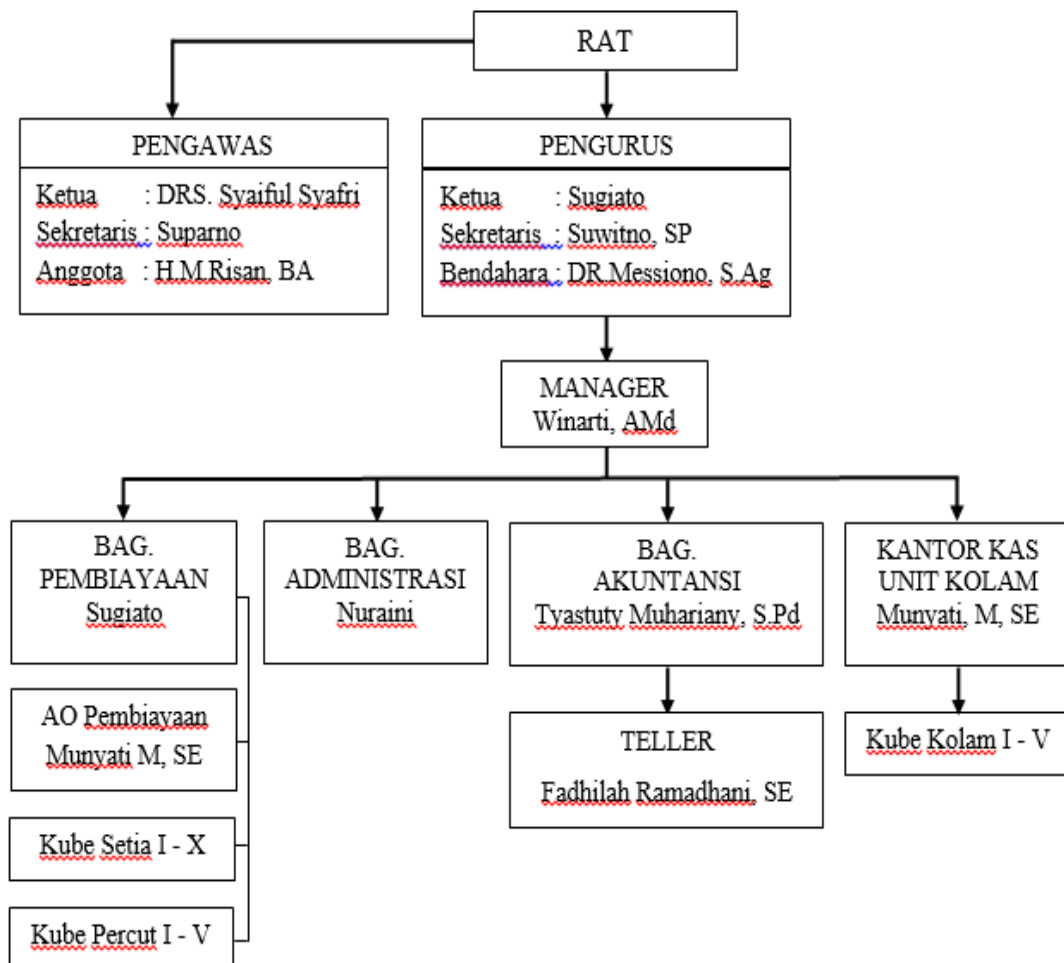 RAT
PENGAWAS
Ketua : DRS. Syaiful Syafri
Sekretaris : Suparno
Anggota : H.M.Risan, BA
PENGURUS
Ketua : Sugiato
Sekretaris : Suwitno, SP
Bendahara : DR.Messiono, S.Ag
MANAGER
Winarti, AMd
BAG.
PEMBIAYAAN
Sugiato
BAG.
ADMINISTRASI
Nuraini
BAG.
AKUNTANSI
Tyastuty Muhariany, S.Pd
KANTOR KAS
UNIT KOLAM
Munyati, M, SE
AO Pembiayaan
Munyati M, SE
Kube Setia I - X
Kube Percut I - V
TELLER
Fadhilah Ramadhani, SE
Kube Kolam I - V